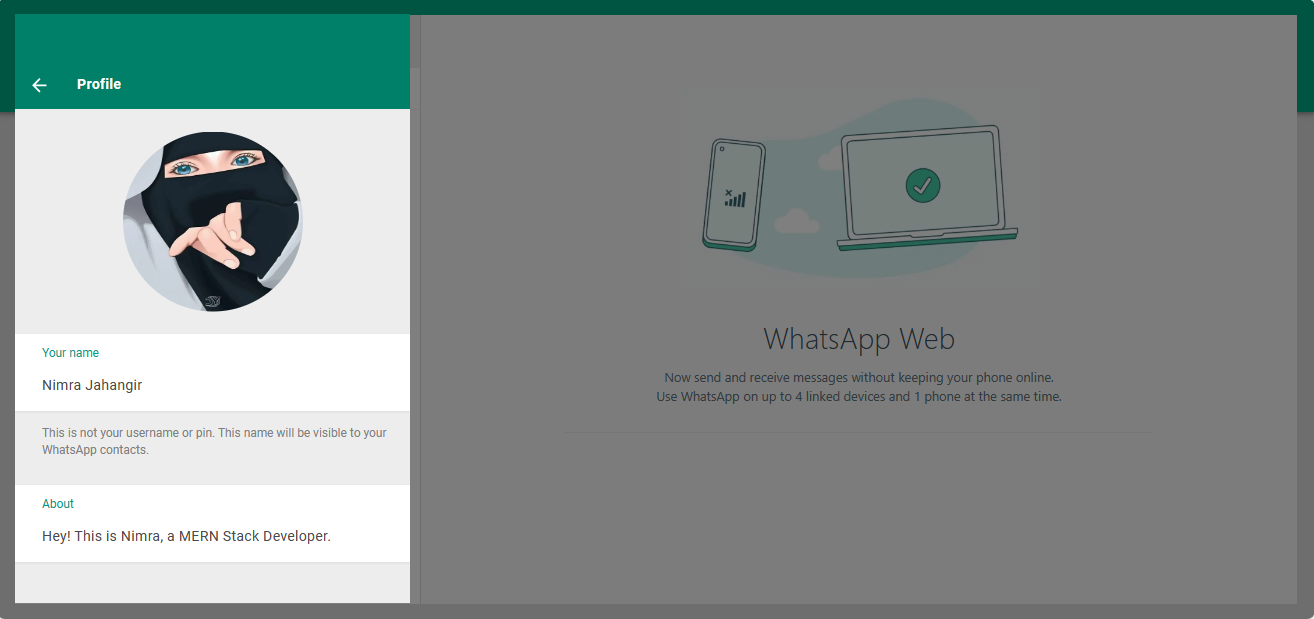 Profile
Your name
Nimra Jahangir
This is not your username or pin. This name will be visible to your
WhatsApp contacts.
About
Hey! This is Nimra, a MERN Stack Developer.
WhatsApp Web
Now send and receive messages without keeping your phone online.
Use WhatsApp on up to 4 linked devices and 1 phone at the same time.